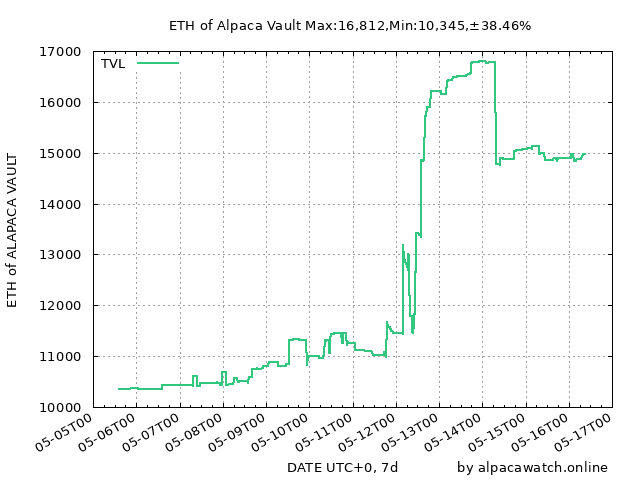 ETH of Alpaca Vault Max:16,812,Min:10,345,±38.46%
TVL
17000
16000
15000
14000
13000
12000
11000
10000
ETH of ALAPACA VAULT
05-05T00
05-06T00
05-07T00
05-08T00
05-09T00
05-10T00
05-11T00
05-12T00
05-13T00
05-14T00
05-15T00
05-16T00
05-17T00
DATE UTC+0, 7d
by alpacawatch.online